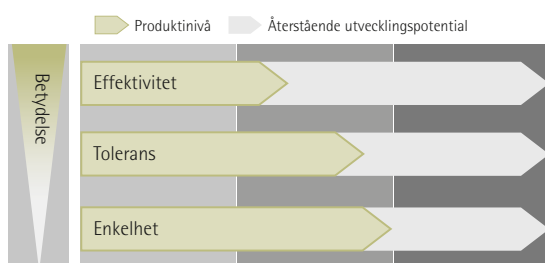 Produktinivå Återstående utvecklingspotential
Betydelse
Effektivitet
Tolerans
Enkelhet